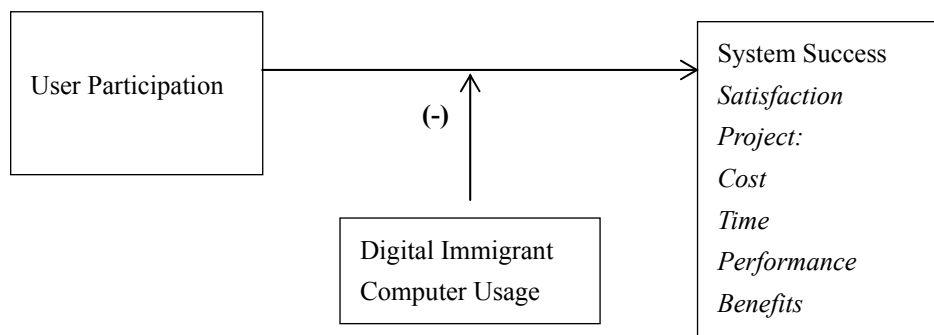 User Participation
(-)
Digital Immigrant
Computer Usage
System Success
Satisfaction
Project:
Cost
Time
Performance
Benefits